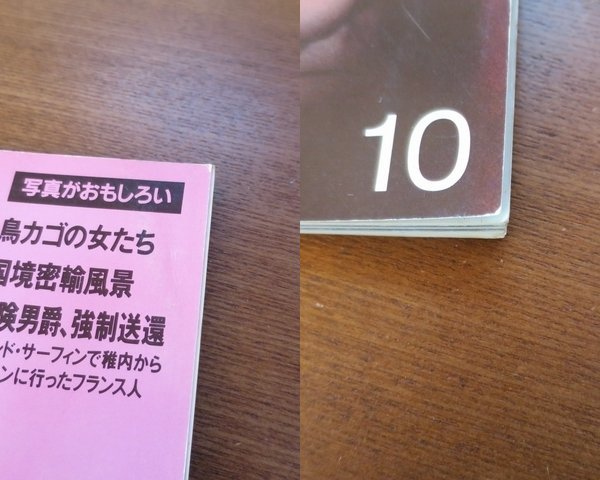 写真がおもしろい
鳥カゴの女たち
国境密輸風景
険男爵、強制送還
ンド・サーフィンで稚内から
ンに行ったフランス人
10